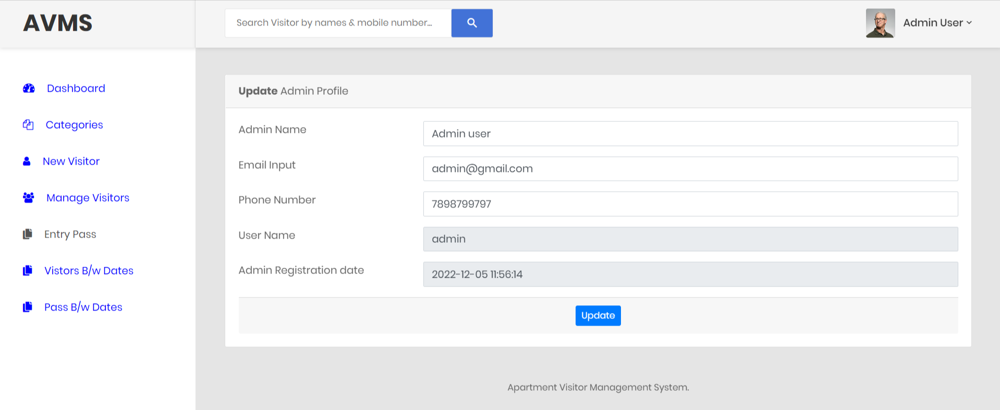 AVMS
Search Visitor by names & mobile number...
Admin User
Dashboard
Categories
New Visitor
Manage Visitors
Entry Pass
Vistors B/w Dates
Pass B/w Dates
Update Admin Profile
Admin Name
Admin user
Email Input
admin@gmail.com
Phone Number
7898799797
User Name
admin
Admin Registration date
2022-12-05 11:56:14
Update
Apartment Visitor Management System.